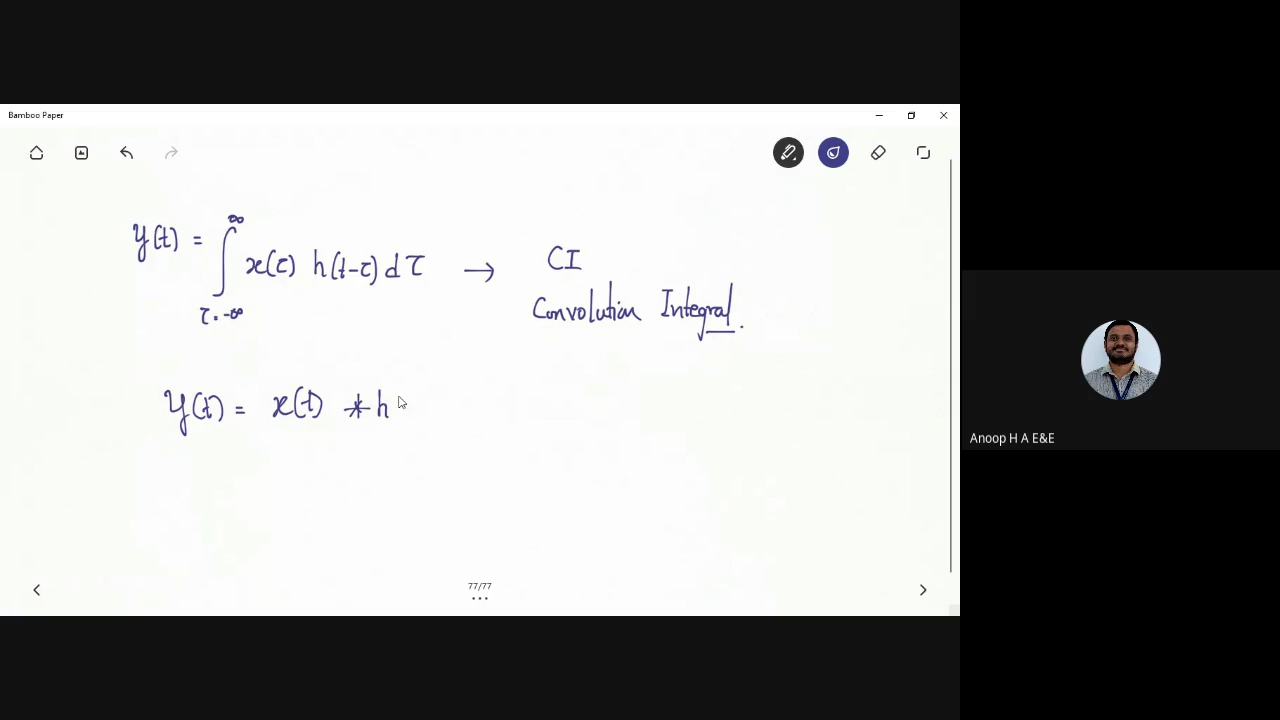 Bamboo Paper
y(t) = ∫_{τ=-∞}^{∞} x(τ) h(t-τ) dτ → CI
Convolution Integral.
y(t) = x(t) * h
77/77
Anoop H A E&E